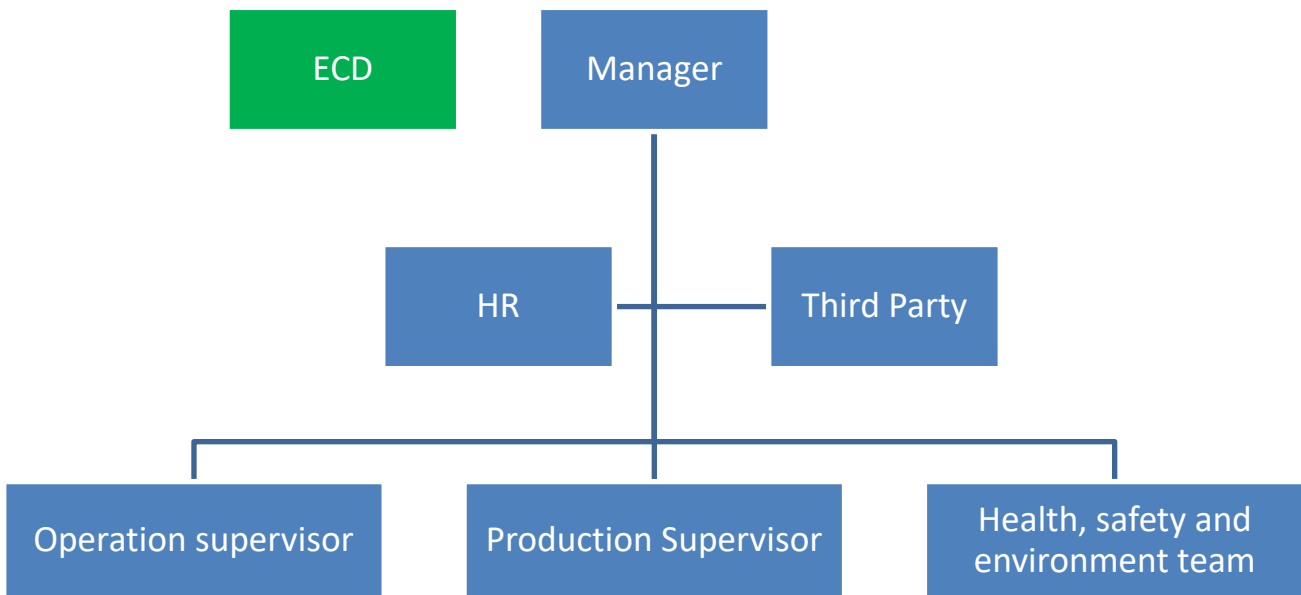 ECD
Manager
HR
Third Party
Operation supervisor
Production Supervisor
Health, safety and
environment team